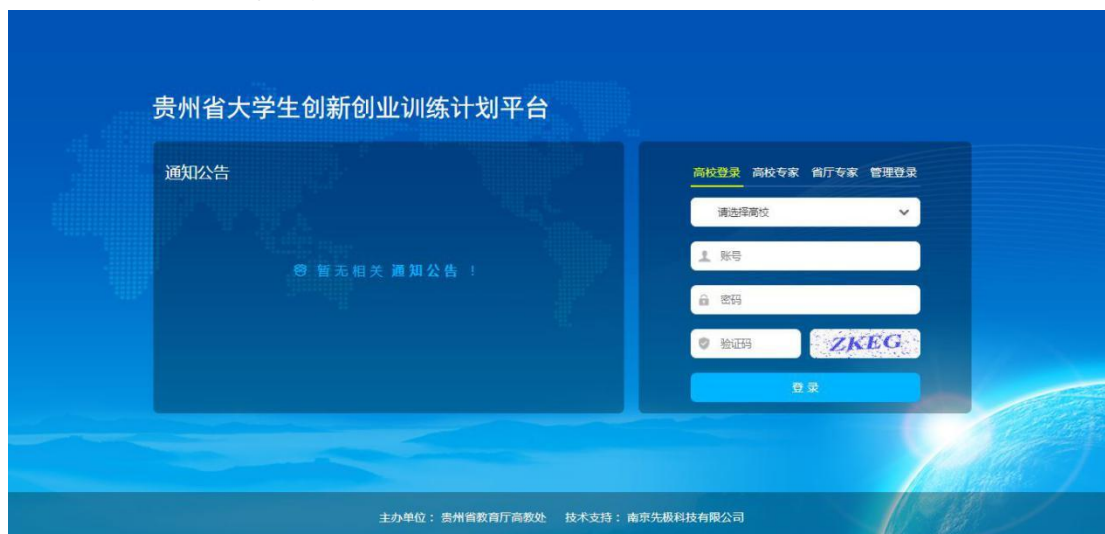 贵州省大学生创新创业训练计划平台
通知公告
暂无相关 通知公告 ！
高校登录 高校专家 省厅专家 管理登录
请选择高校
账号
密码
验证码 ZKEG
登 录
主办单位：贵州省教育厅高教处 技术支持：南京先极科技有限公司